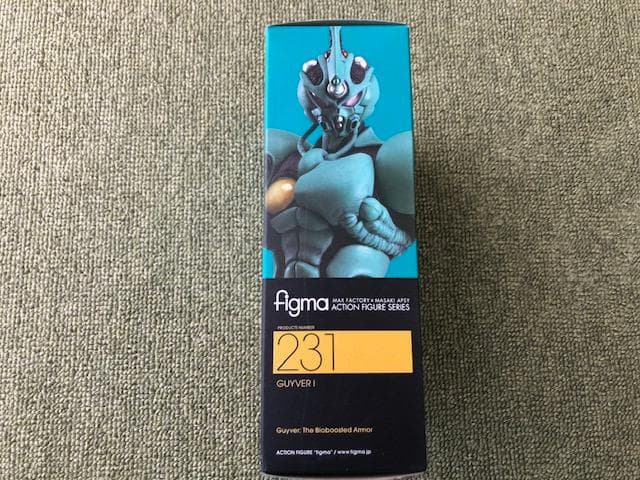 figma MAX FACTORY × MASAKI APSY
ACTION FIGURE SERIES
PRODUCTS NUMBER
231
GUYVER I
Guyver: The Bioboosted Armor
ACTION FIGURE "figma" / www.figma.jp